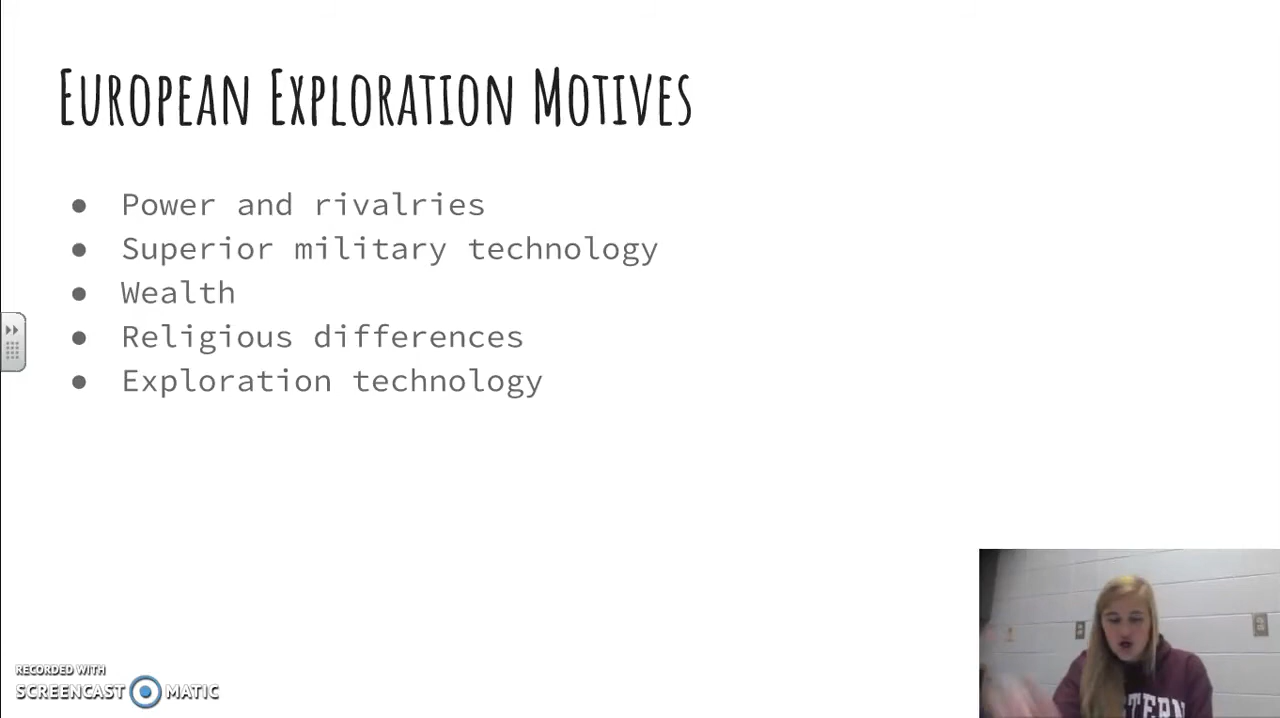 European Exploration Motives
● Power and rivalries
● Superior military technology
● Wealth
● Religious differences
● Exploration technology
RECORDED WITH
SCREENCAST MATIC